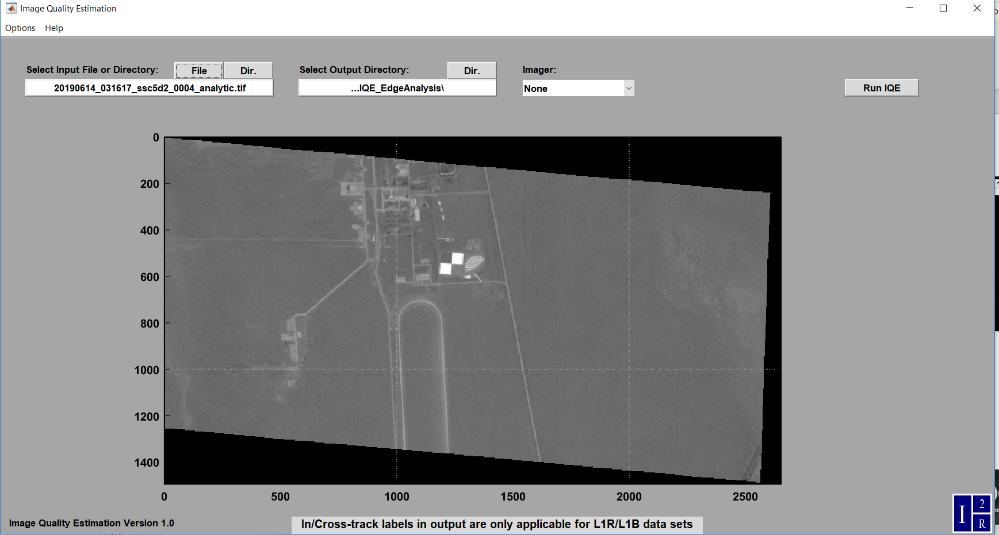 Image Quality Estimation
Options Help
Select Input File or Directory: File Dir. Select Output Directory: Dir. Imager:
20190614_031617_ssc5d2_0004_analytic.tif ...IQE_EdgeAnalysis\ None Run IQE
0
200
400
600
800
1000
1200
1400
0 500 1000 1500 2000 2500
Image Quality Estimation Version 1.0
In/Cross-track labels in output are only applicable for L1R/L1B data sets
I 2 R